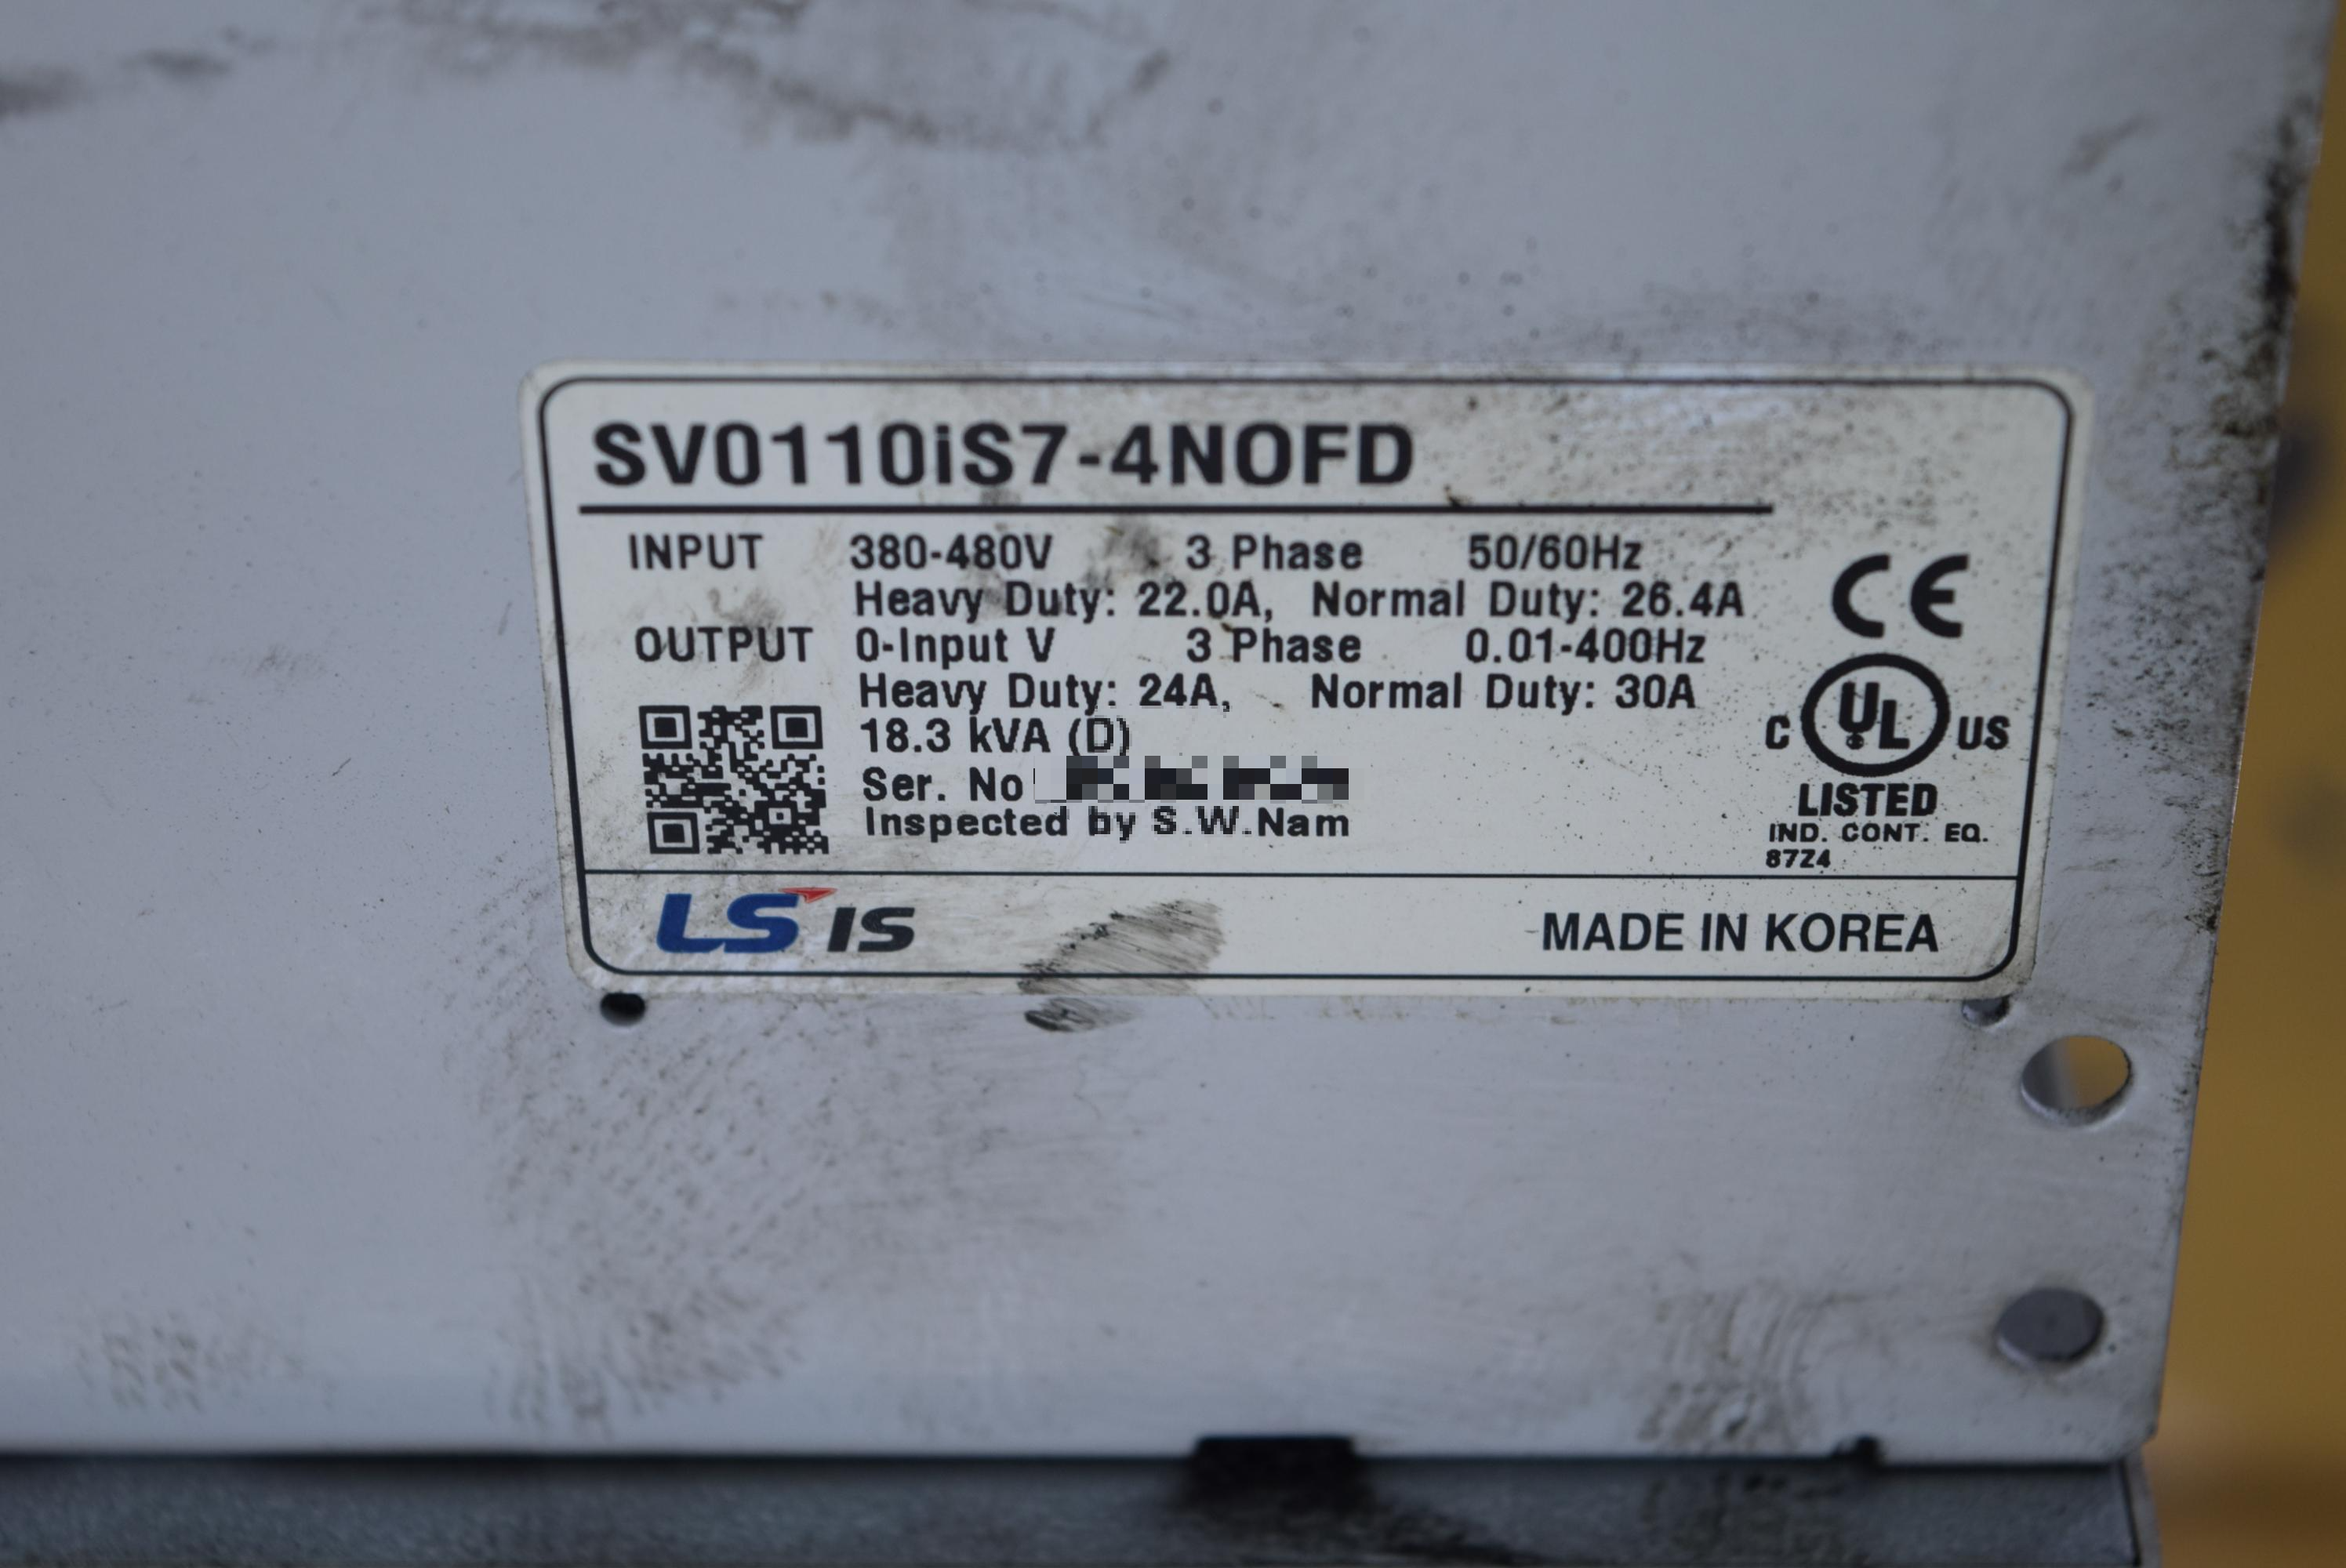 SV0110iS7-4NOFD
INPUT 380-480V 3 Phase 50/60Hz
Heavy Duty: 22.0A, Normal Duty: 26.4A
OUTPUT 0-Input V 3 Phase 0.01-400Hz
Heavy Duty: 24A, Normal Duty: 30A
18.3 kVA (D)
Ser. No
Inspected by S.W.Nam
CE
C UL US
LISTED
IND. CONT. EQ.
87Z4
LS IS
MADE IN KOREA